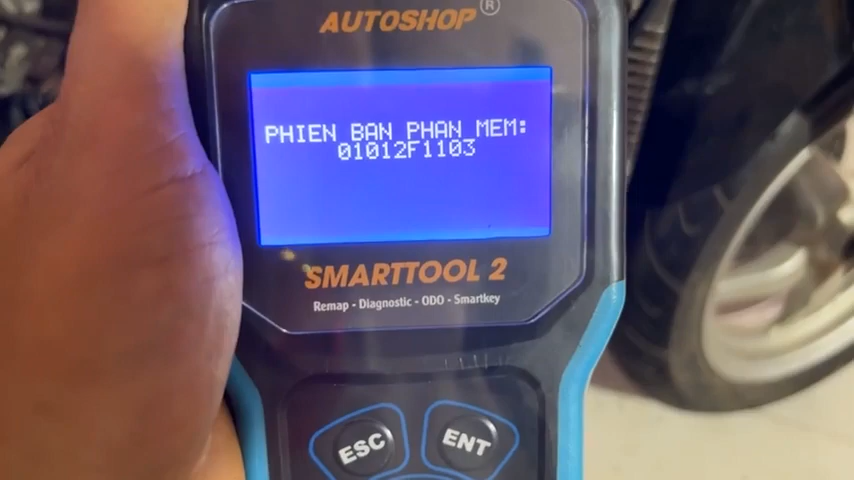 AUTOSHOP ®
PHIEN BAN PHAN MEM:
01012F1103
SMARTTOOL 2
Remap - Diagnostic - ODO - Smartkey
ESC ENT